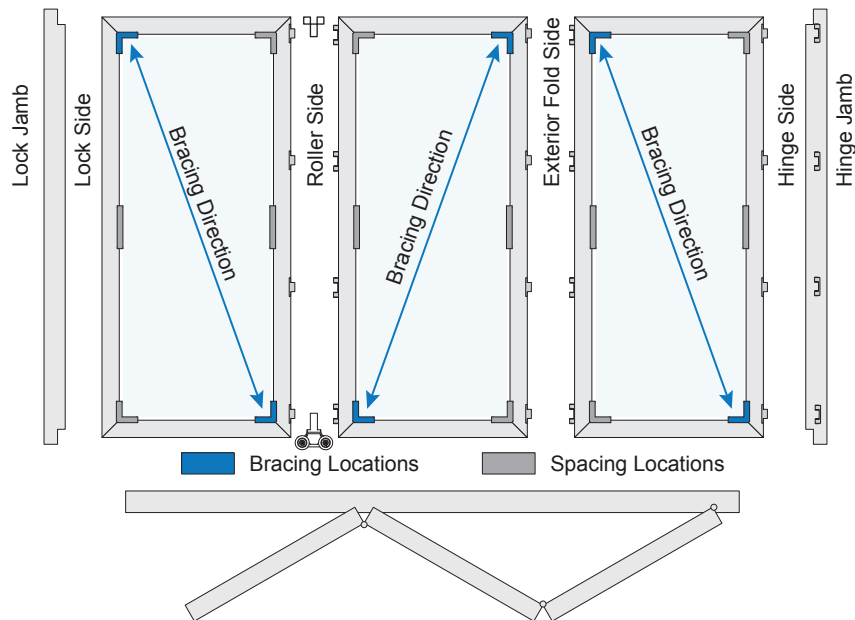 Lock Jamb
Lock Side
Bracing Direction
Roller Side
Bracing Direction
Exterior Fold Side
Bracing Direction
Hinge Side
Hinge Jamb
Bracing Locations
Spacing Locations